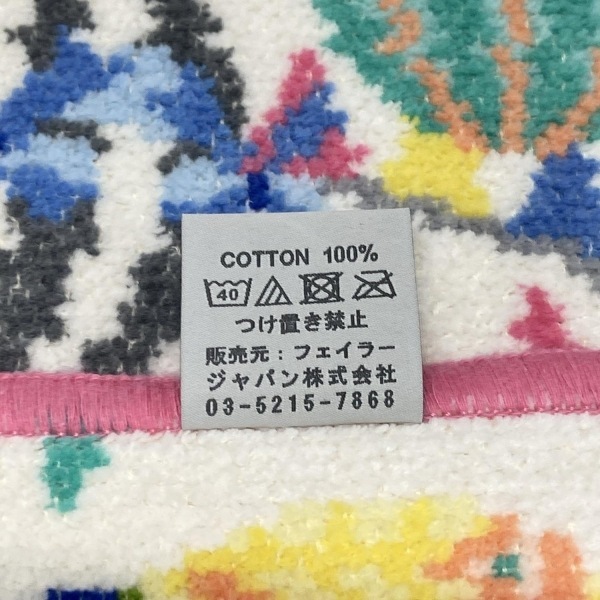 COTTON 100%
40
つけ置き禁止
販売元：フェイラー
ジャパン株式会社
03-5215-7868